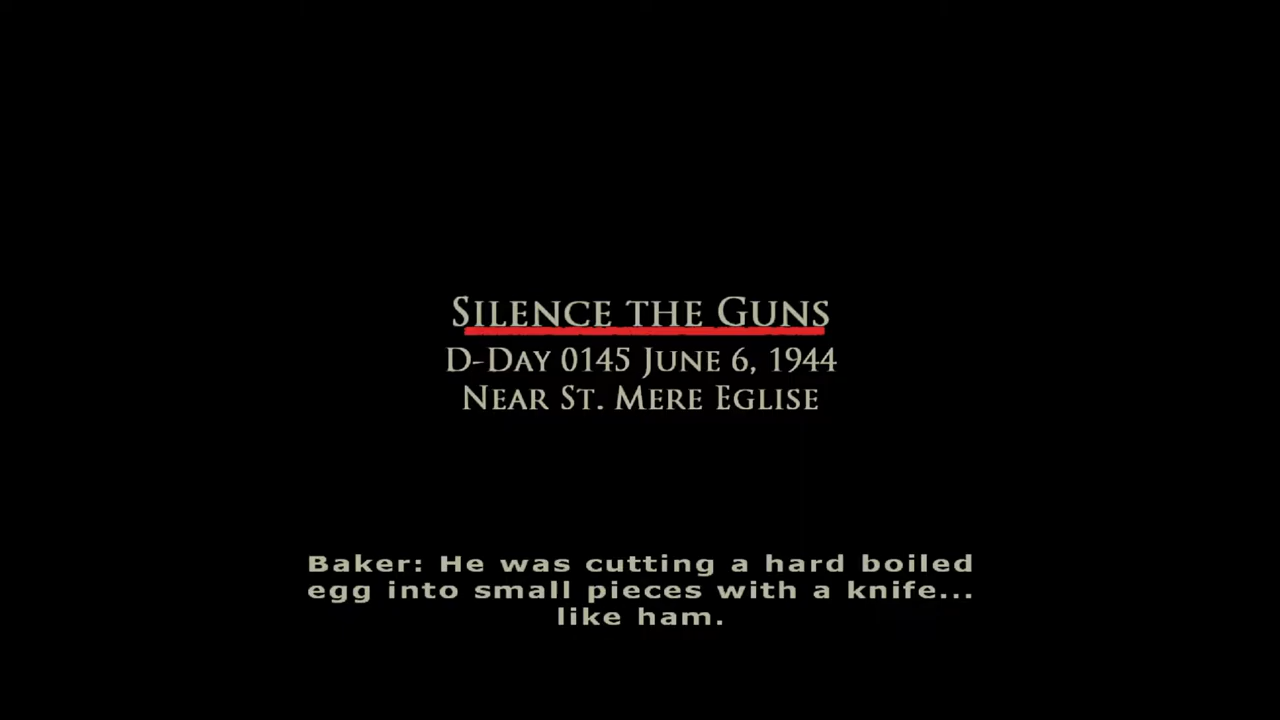 Silence the Guns
D-Day 0145 June 6, 1944
Near St. Mere Eglise
Baker: He was cutting a hard boiled
egg into small pieces with a knife...
like ham.